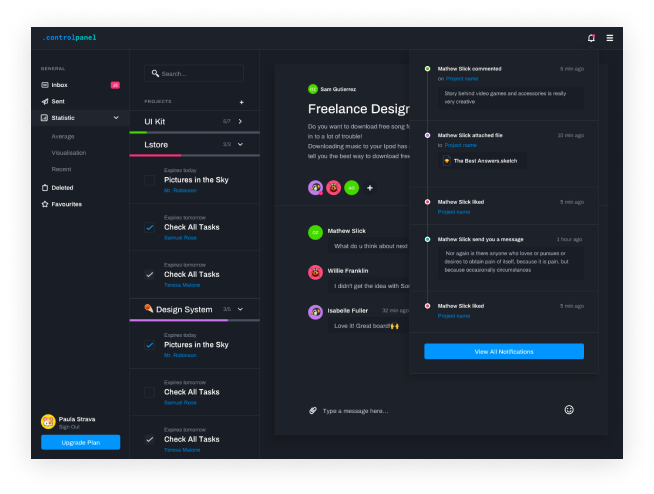 .controlpanel
GENERAL
Inbox
Sent
Statistic
Average
Visualisation
Recent
Deleted
Favourites
Paula Strava
Sign Out
Upgrade Plan
Search...
PROJECTS +
UI Kit 5/7
Lstore 3/3
Expires today
Pictures in the Sky
Mr. Robinson
Expires tomorrow
Check All Tasks
Samuel Rose
Expires tomorrow
Check All Tasks
Teresa Malone
Design System 3/6
Expires today
Pictures in the Sky
Mr. Robinson
Expires tomorrow
Check All Tasks
Samuel Rose
Expires tomorrow
Check All Tasks
Teresa Malone
Sam Gutierrez
Freelance Design
Do you want to download free song f
in to a lot of trouble!
Downloading music to your Ipod has
tell you the best way to download free
+
Mathew Slick
What do u think about next
Willie Franklin
I didn't get the idea with Som
Isabelle Fuller 32 min ago
Love it! Great board!🙌
Type a message here...
Mathew Slick commented 5 min ago
on Project name
Story behind video games and accessories is really
very creative
Mathew Slick attached file 10 min ago
to Project name
The Best Answers.sketch
Mathew Slick liked 5 min ago
Project name
Mathew Slick send you a message 1 hour ago
Nor again is there anyone who loves or pursues or
desires to obtain pain of itself, because it is pain, but
because occasionally circumstances
Mathew Slick liked 5 min ago
Project name
View All Notifications